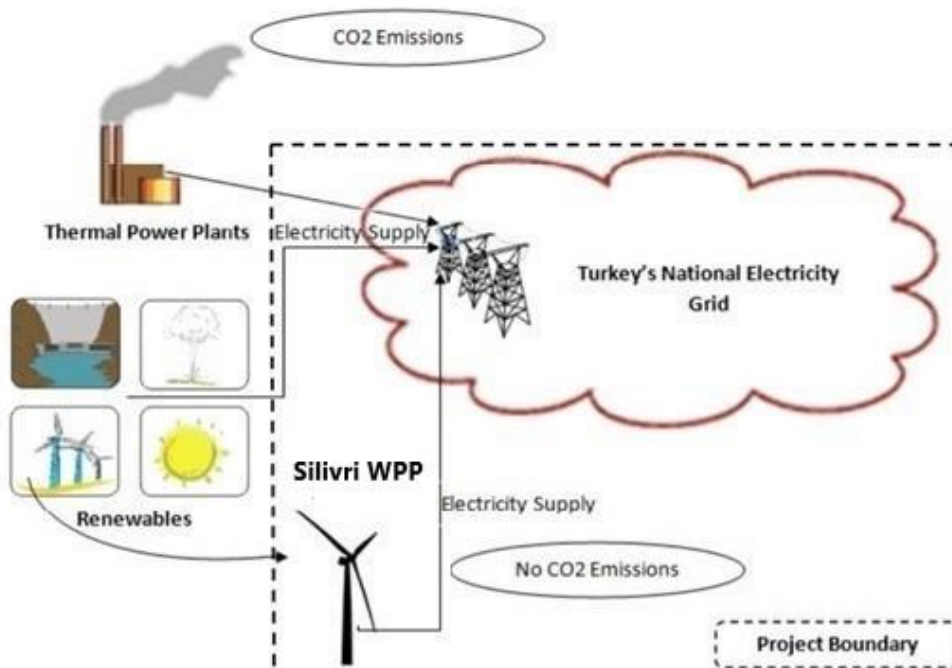 CO2 Emissions
Thermal Power Plants
Electricity Supply
Turkey's National Electricity
Grid
Silivri WPP
Electricity Supply
Renewables
No CO2 Emissions
Project Boundary